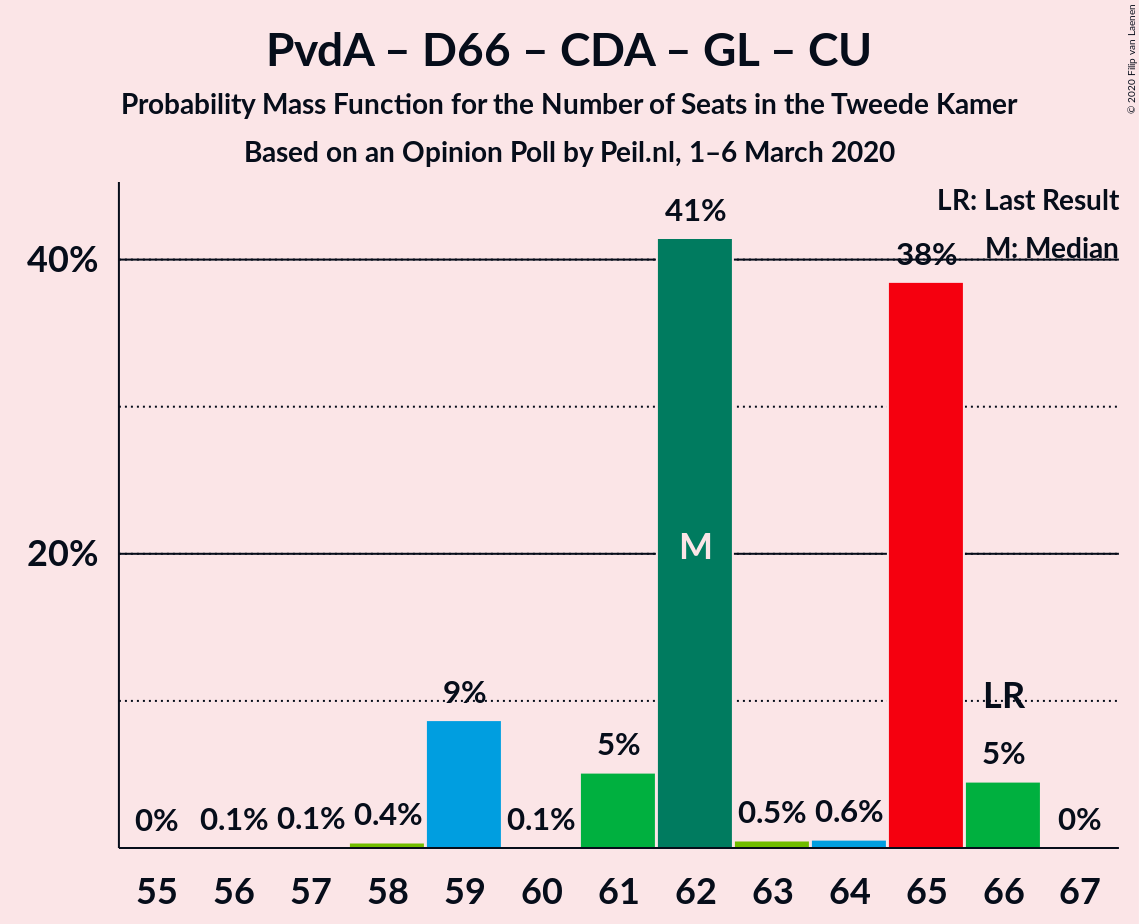 PvdA – D66 – CDA – GL – CU
Probability Mass Function for the Number of Seats in the Tweede Kamer
Based on an Opinion Poll by Peil.nl, 1–6 March 2020
© 2020 Filip van Laenen
LR: Last Result
M: Median
40%
20%
0%
0.1%
0.1%
0.4%
9%
0.1%
5%
41%
M
0.5%
0.6%
38%
LR
5%
0%
55 56 57 58 59 60 61 62 63 64 65 66 67